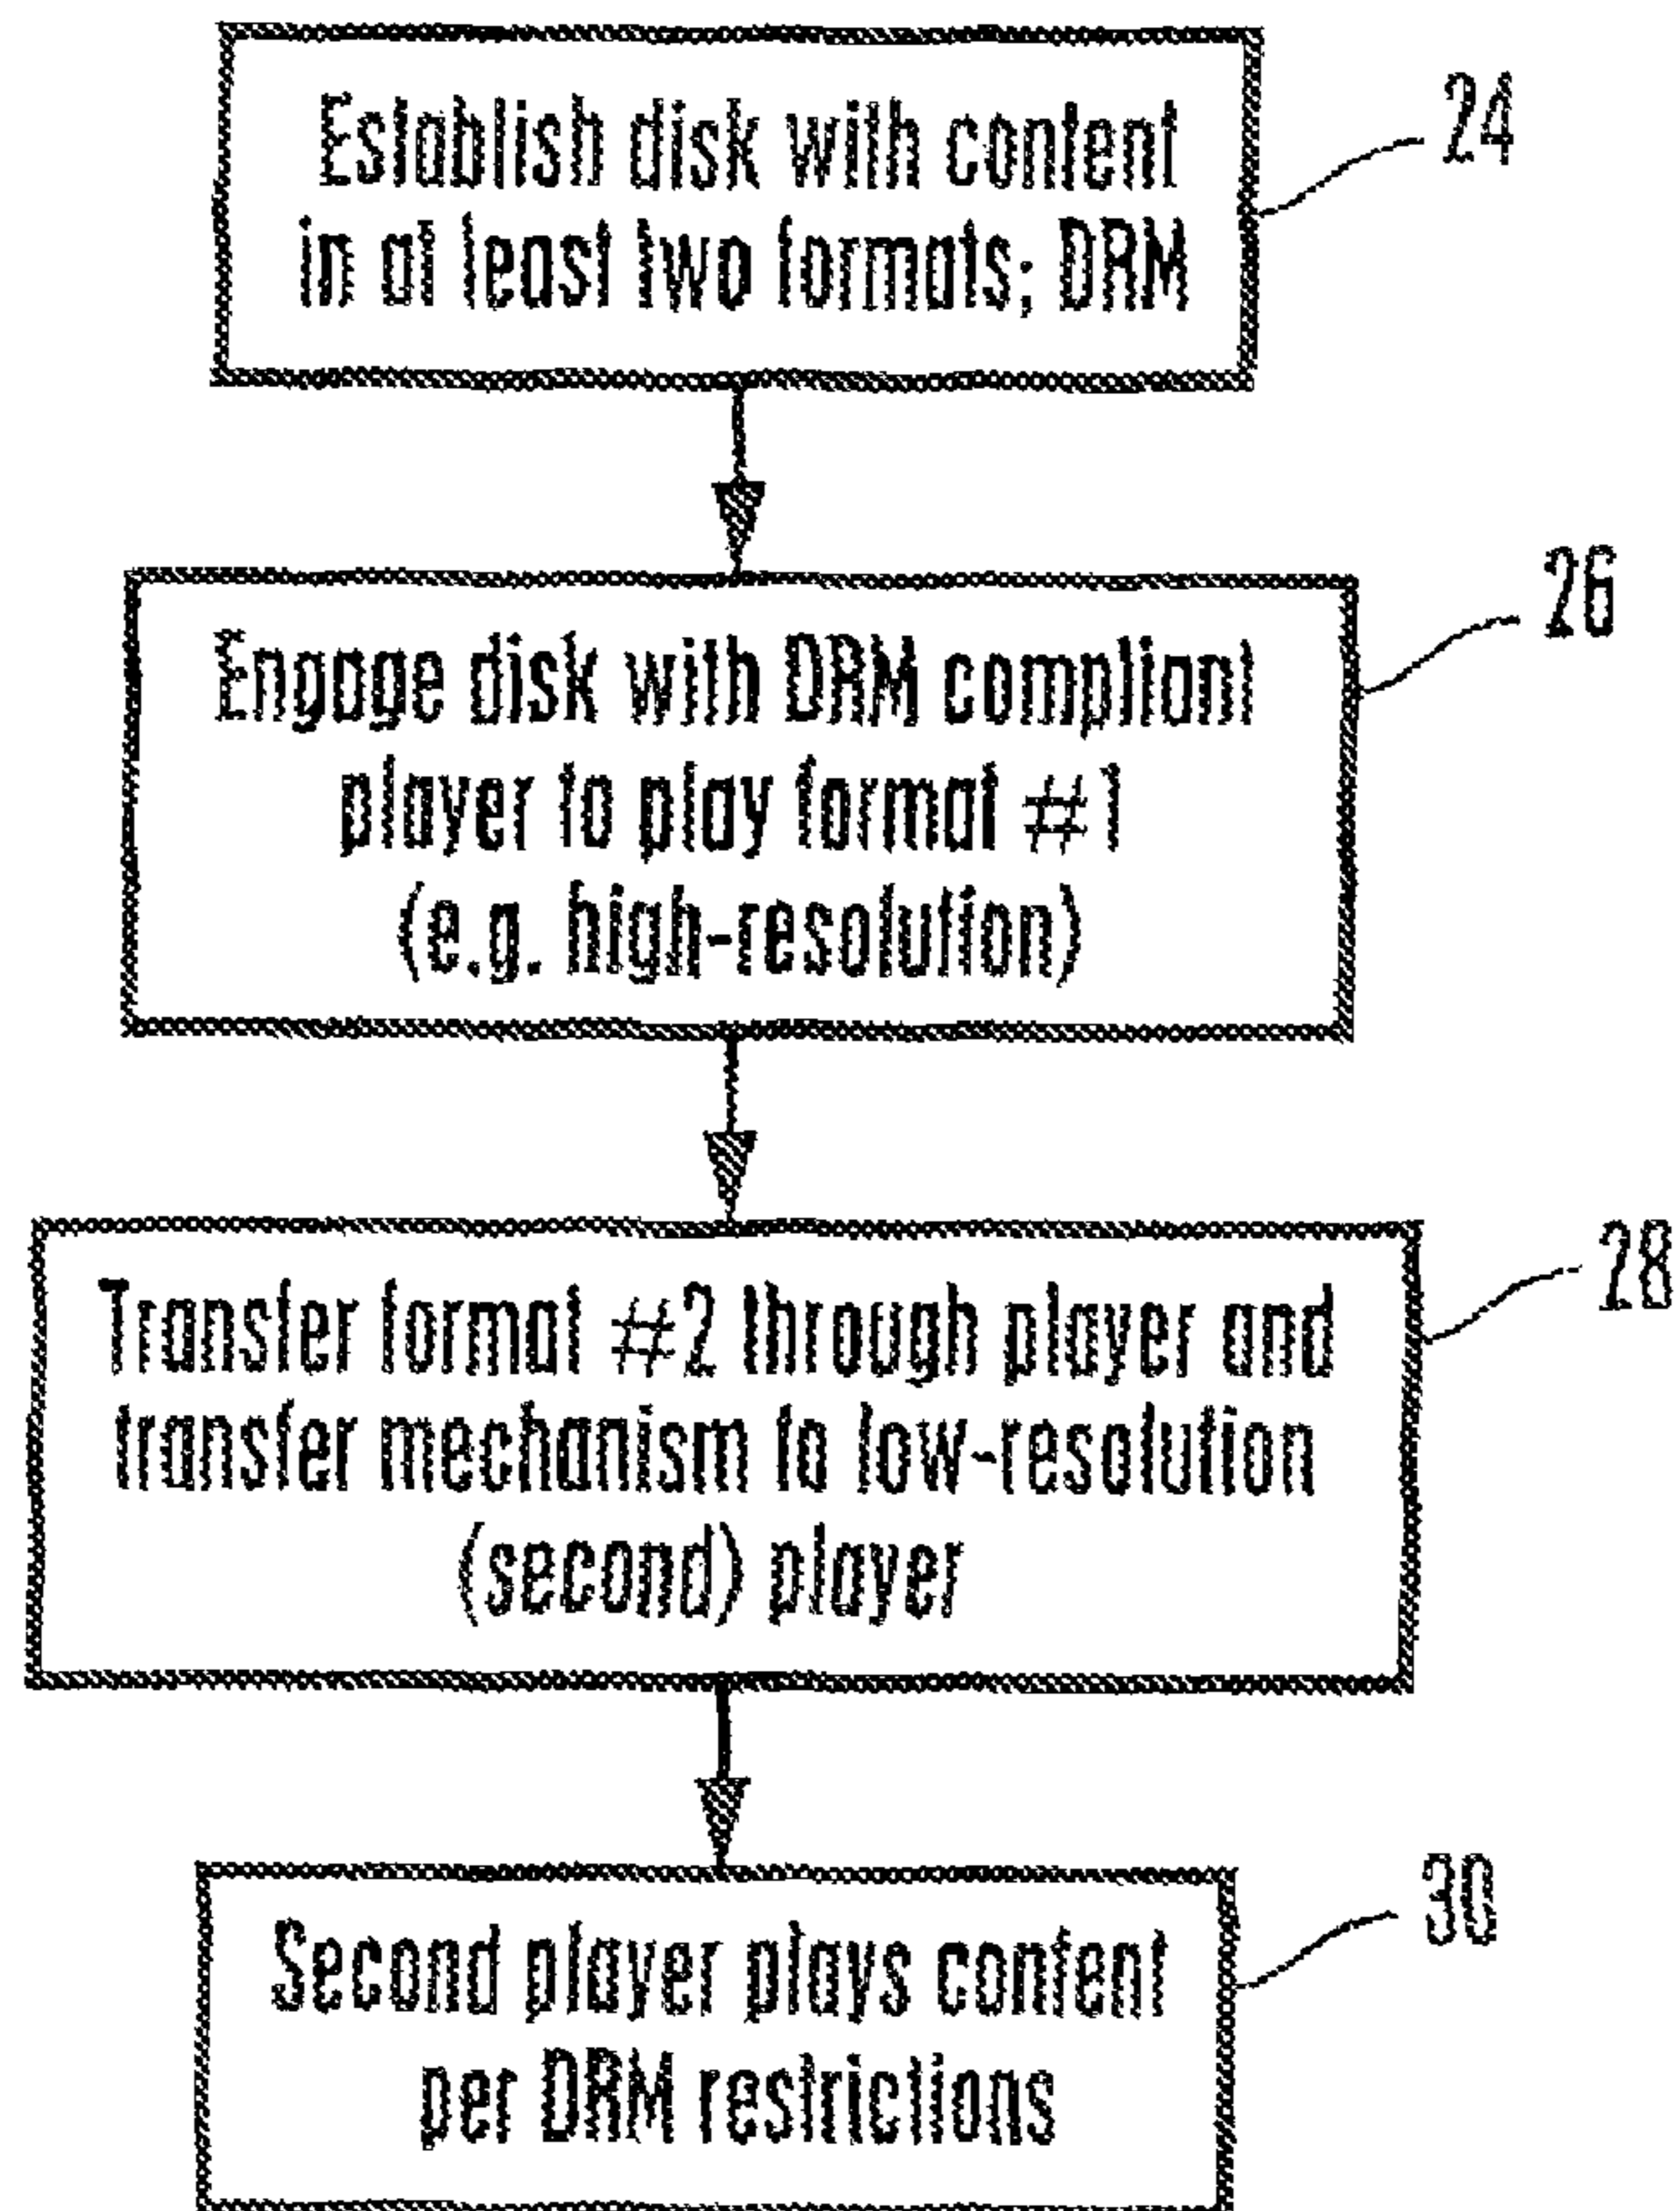 Establish disk with content
in at least two formats; DRM
24
Engage disk with DRM compliant
player to play format #1
(e.g. high-resolution)
26
Transfer format #2 through player and
transfer mechanism to low-resolution
(second) player
28
Second player plays content
per DRM restrictions
30